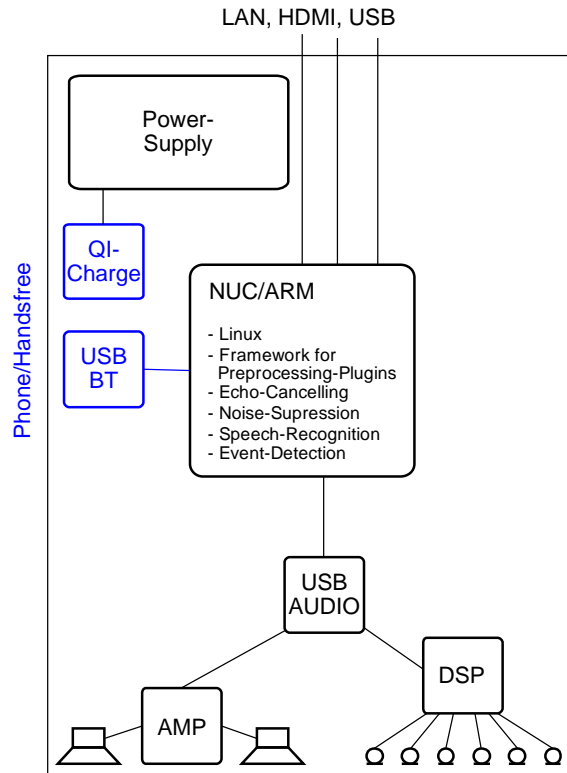 LAN, HDMI, USB
Power-
Supply
QI-
Charge
Phone/Handsfree
NUC/ARM
- Linux
- Framework for
Preprocessing-Plugins
- Echo-Cancelling
- Noise-Supression
- Speech-Recognition
- Event-Detection
USB
BT
USB
AUDIO
DSP
AMP